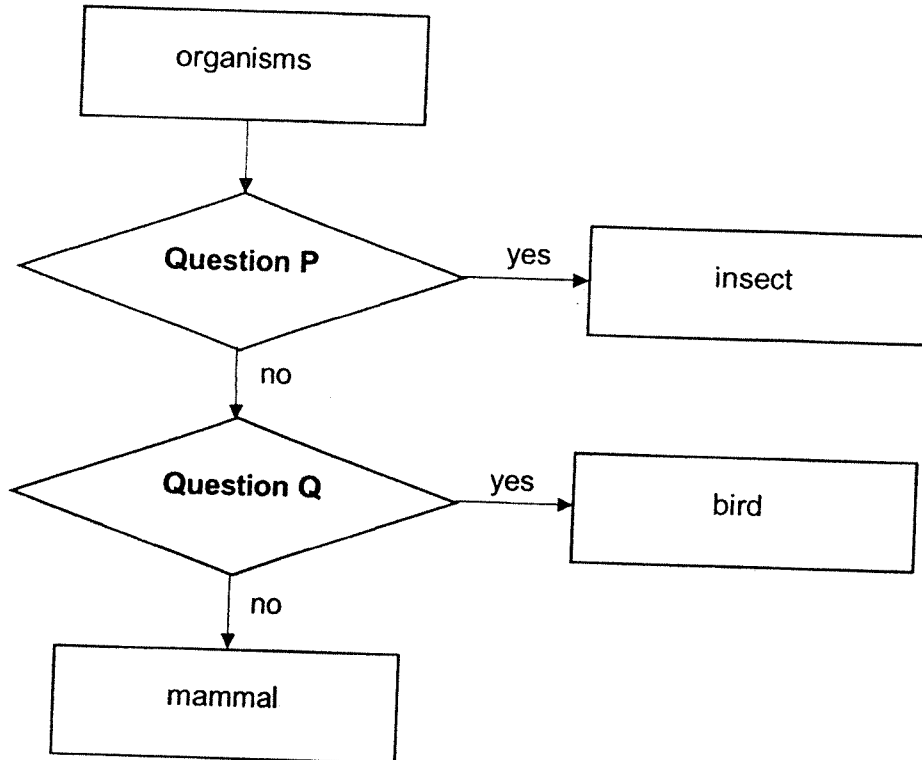 organisms
Question P
yes
insect
no
Question Q
yes
bird
no
mammal